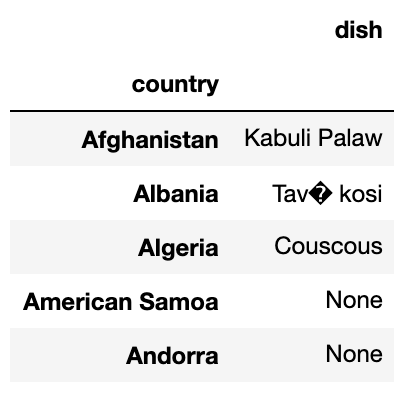 dish
country
Afghanistan Kabuli Palaw
Albania Tav� kosi
Algeria Couscous
American Samoa None
Andorra None